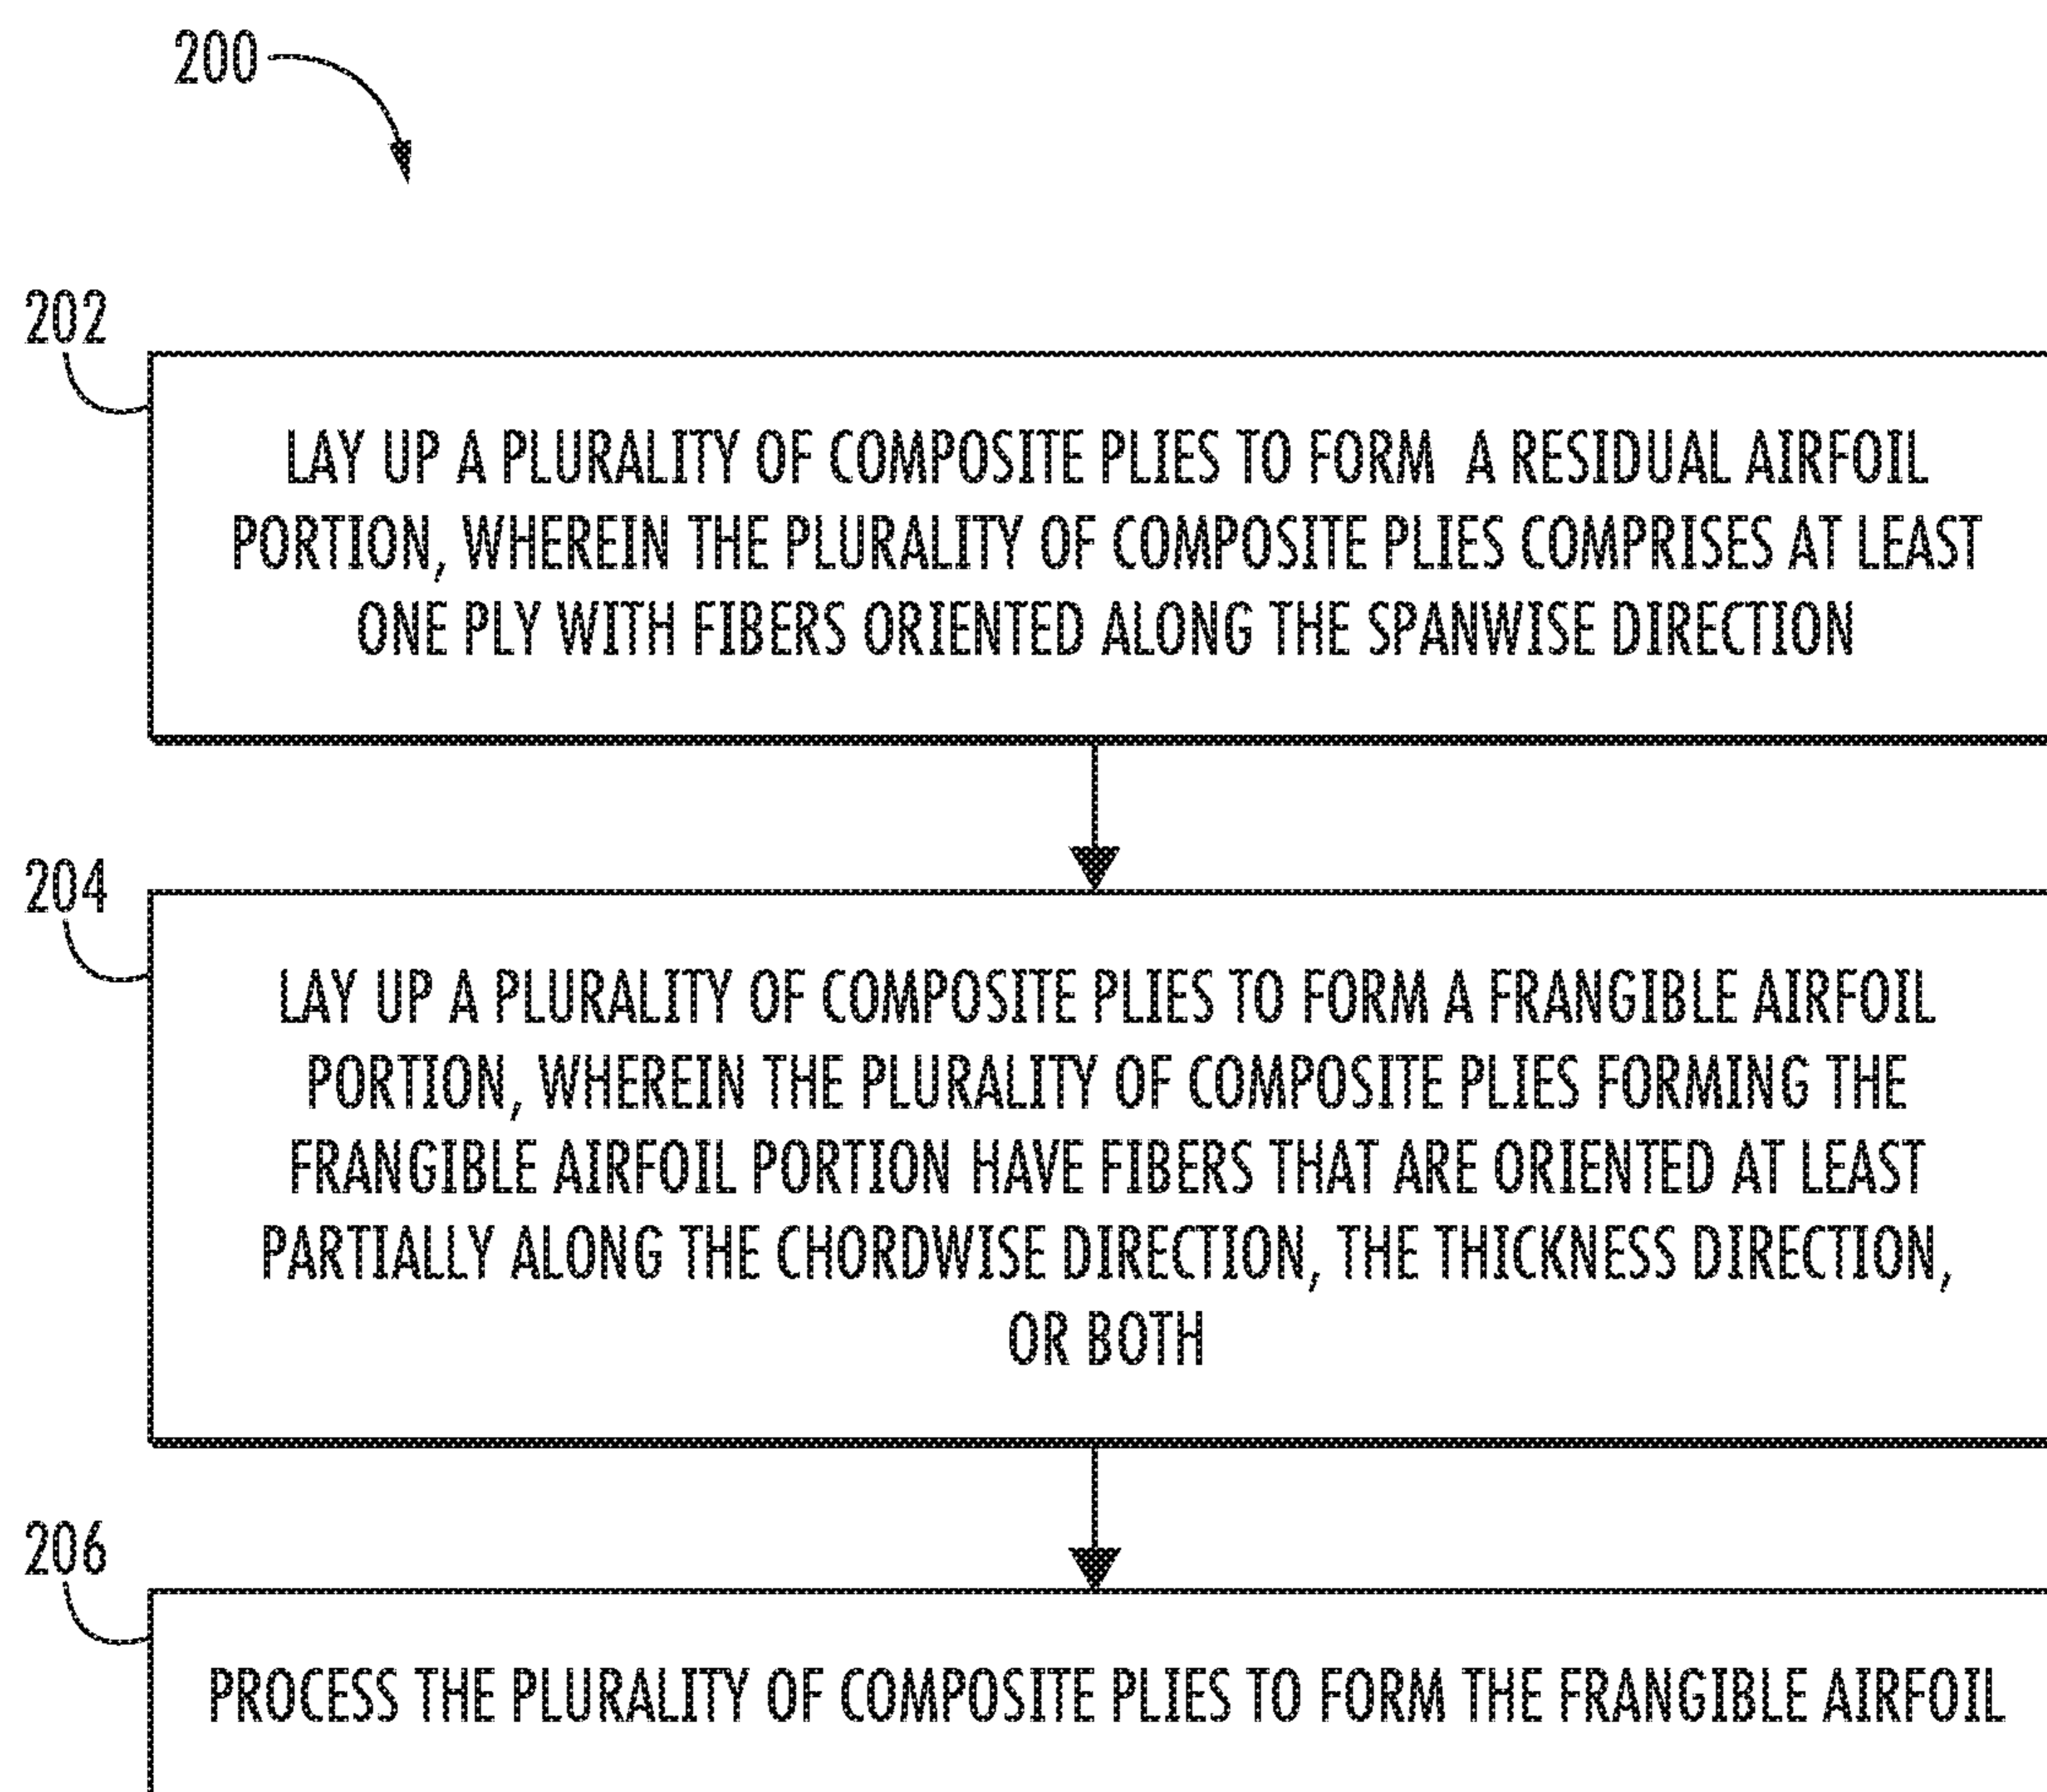 200
202
LAY UP A PLURALITY OF COMPOSITE PLIES TO FORM A RESIDUAL AIRFOIL
PORTION, WHEREIN THE PLURALITY OF COMPOSITE PLIES COMPRISES AT LEAST
ONE PLY WITH FIBERS ORIENTED ALONG THE SPANWISE DIRECTION
204
LAY UP A PLURALITY OF COMPOSITE PLIES TO FORM A FRANGIBLE AIRFOIL
PORTION, WHEREIN THE PLURALITY OF COMPOSITE PLIES FORMING THE
FRANGIBLE AIRFOIL PORTION HAVE FIBERS THAT ARE ORIENTED AT LEAST
PARTIALLY ALONG THE CHORDWISE DIRECTION, THE THICKNESS DIRECTION,
OR BOTH
206
PROCESS THE PLURALITY OF COMPOSITE PLIES TO FORM THE FRANGIBLE AIRFOIL